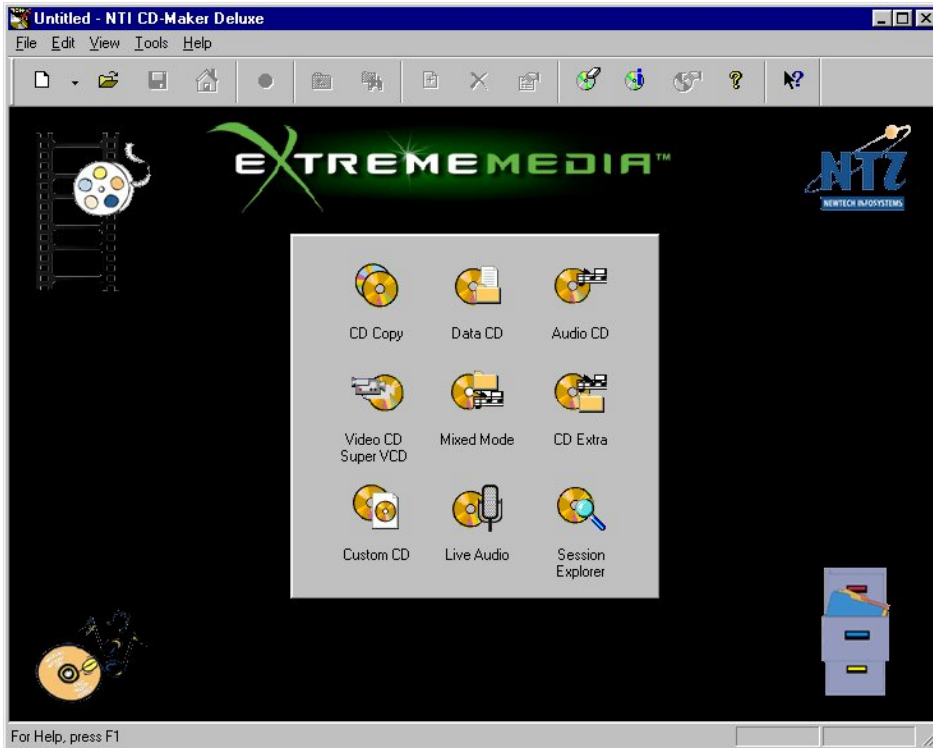 Untitled - NTI CD-Maker Deluxe
File Edit View Tools Help
EXTREMEMEDIA™
NTI
NEWTECH INFOSYSTEMS
CD Copy Data CD Audio CD
Video CD
Super VCD
Mixed Mode
CD Extra
Custom CD
Live Audio
Session
Explorer
For Help, press F1